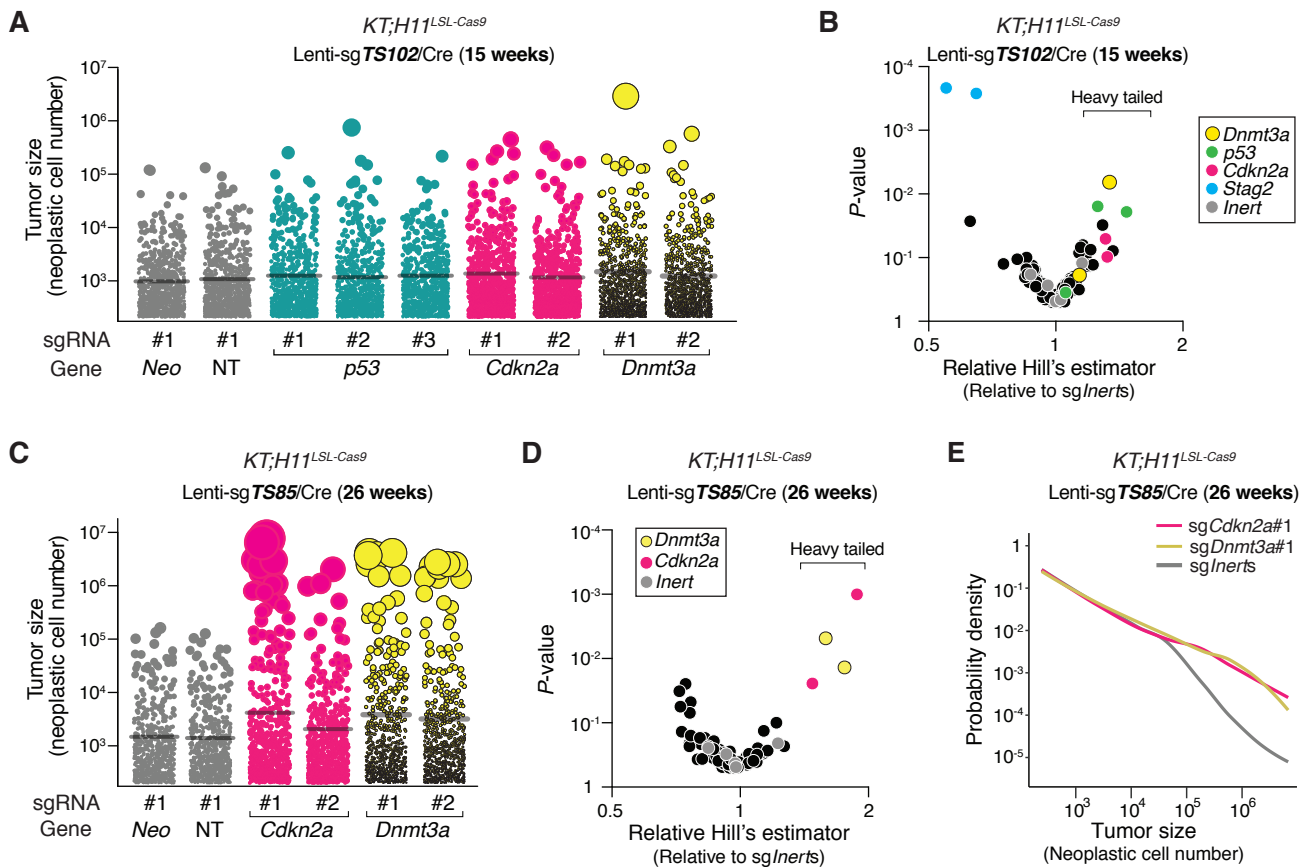 A
KT;H11LSL-Cas9
Lenti-sgTS102/Cre (15 weeks)
Tumor size
(neoplastic cell number)
10⁷
10⁶
10⁵
10⁴
10³
sgRNA #1 #1 #1 #2 #3 #1 #2 #1 #2
Gene Neo NT p53 Cdkn2a Dnmt3a
B
KT;H11LSL-Cas9
Lenti-sgTS102/Cre (15 weeks)
P-value
10⁻⁴
10⁻³
10⁻²
10⁻¹
1
Heavy tailed
Dnmt3a
p53
Cdkn2a
Stag2
Inert
0.5 1 2
Relative Hill's estimator
(Relative to sgInerts)
C
KT;H11LSL-Cas9
Lenti-sgTS85/Cre (26 weeks)
Tumor size
(neoplastic cell number)
10⁷
10⁶
10⁵
10⁴
10³
sgRNA #1 #1 #1 #2 #1 #2
Gene Neo NT Cdkn2a Dnmt3a
D
KT;H11LSL-Cas9
Lenti-sgTS85/Cre (26 weeks)
P-value
10⁻⁴
10⁻³
10⁻²
10⁻¹
1
Dnmt3a
Cdkn2a
Inert
Heavy tailed
0.5 1 2
Relative Hill's estimator
(Relative to sgInerts)
E
KT;H11LSL-Cas9
Lenti-sgTS85/Cre (26 weeks)
sgCdkn2a#1
sgDnmt3a#1
sgInerts
Probability density
1
10⁻¹
10⁻²
10⁻³
10⁻⁴
10⁻⁵
10³ 10⁴ 10⁵ 10⁶
Tumor size
(Neoplastic cell number)